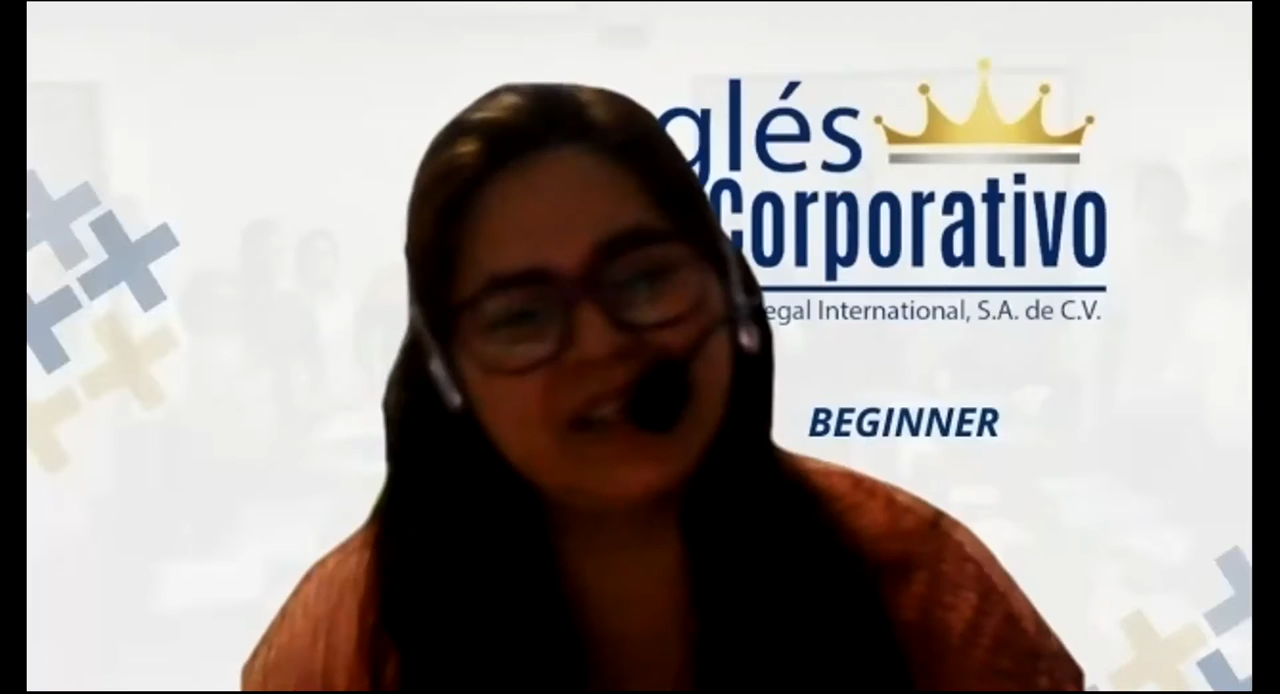 glés
Corporativo
egal International, S.A. de C.V.
BEGINNER